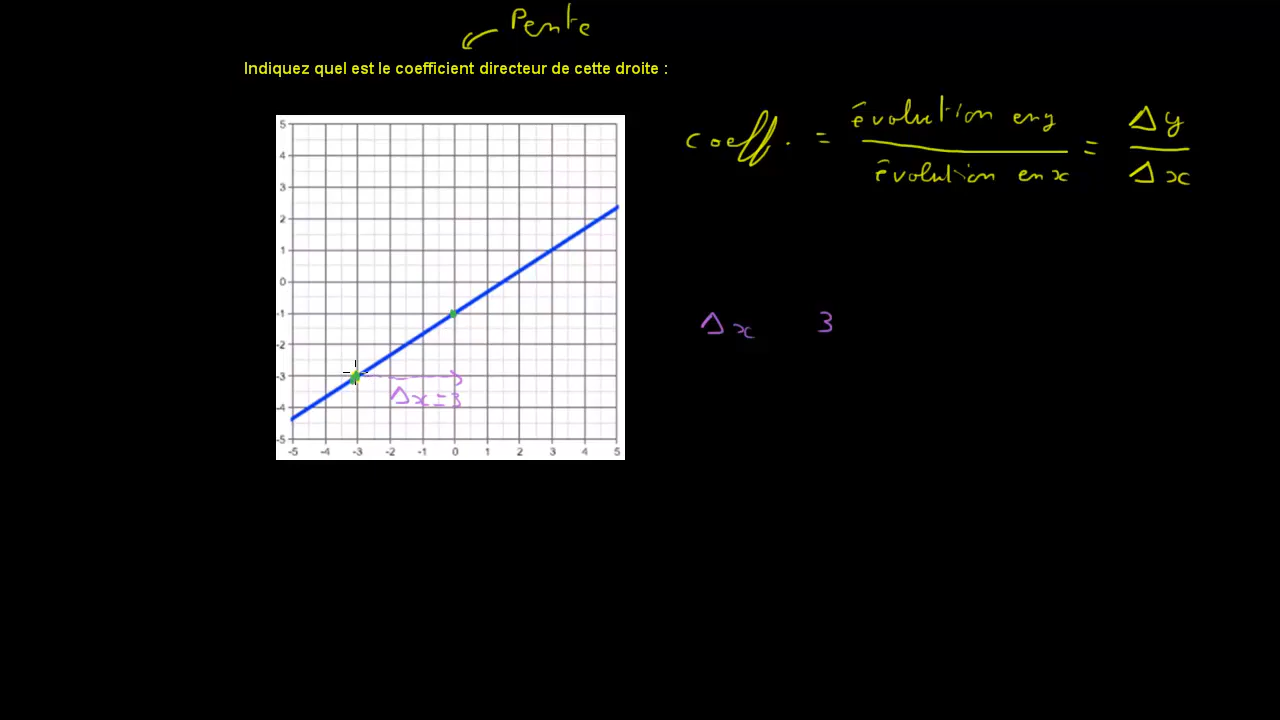 Pente
Indiquez quel est le coefficient directeur de cette droite :
coeff. = évolution en y / évolution en x = Δy / Δx
5
4
3
2
1
0
-1
-2
-3
-4
-5
-5 -4 -3 -2 -1 0 1 2 3 4 5
Δx = 3
Δx 3